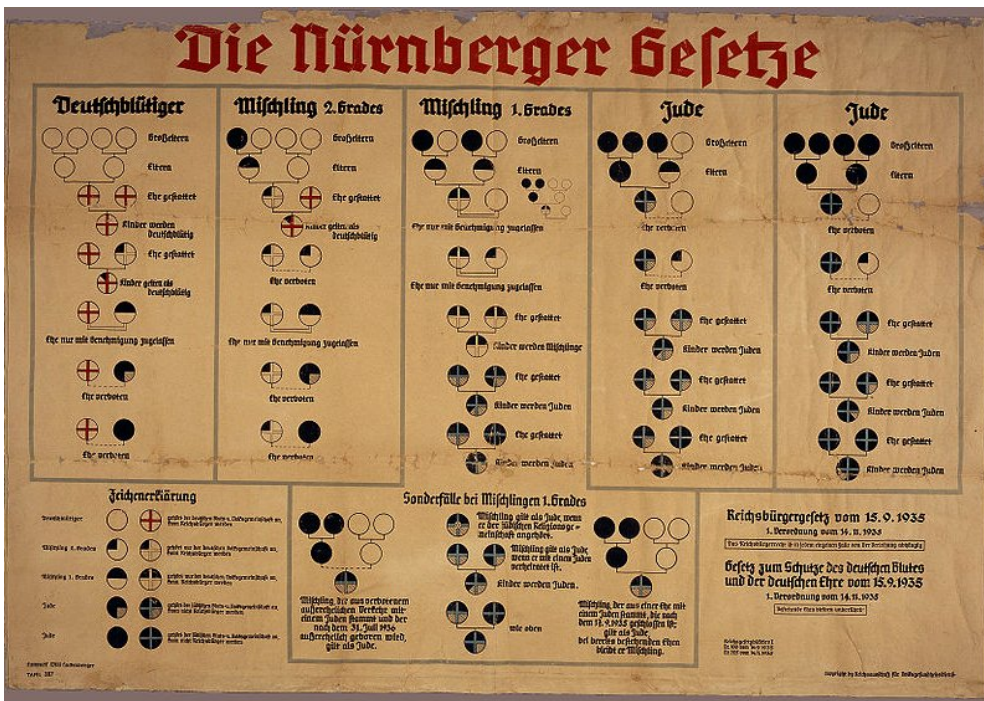 Die Nürnberger Gesetze
Deutschblütiger
Großeltern
Eltern
Ehe gestattet
Kinder werden
Deutschblütig
Ehe gestattet
Kinder gelten als
deutschblütig
Ehe nur mit Genehmigung zugelassen
Ehe verboten
Ehe verboten
Mischling 2. Grades
Großeltern
Eltern
Ehe gestattet
gelten als
deutschblütig
Ehe verboten
Ehe nur mit Genehmigung zugelassen
Ehe verboten
Ehe verboten
Mischling 1. Grades
Großeltern
Eltern
Ehe nur mit Genehmigung zugelassen
Ehe nur mit Genehmigung zugelassen
Ehe gestattet
Kinder werden Mischlinge
Ehe gestattet
Kinder werden Juden
Ehe gestattet
Kinder werden Juden
Jude
Großeltern
Eltern
Ehe verboten
Ehe verboten
Ehe gestattet
Kinder werden Juden
Ehe gestattet
Kinder werden Juden
Ehe gestattet
Kinder werden Juden
Jude
Großeltern
Eltern
Ehe verboten
Ehe verboten
Ehe gestattet
Kinder werden Juden
Ehe gestattet
Kinder werden Juden
Ehe gestattet
Kinder werden Juden
Zeichenerklärung
Deutschblütiger
Mischling 2. Grades
Mischling 1. Grades
Jude
Jude
Sonderfälle bei Mischlingen 1. Grades
Mischling, der aus verbotenem
außerehelichen Verkehr mit
einem Juden stammt und der
nach dem 31. Juli 1936
außerehelich geboren wird,
gilt als Jude.
Mischling gilt als Jude, wenn
er der jüdischen Religionsge-
meinschaft angehört.
Mischling gilt als Jude,
wenn er mit einem Juden
verheiratet ist.
Kinder werden Juden.
wie oben
Mischling, der aus einer Ehe mit
einem Juden stammt, die nach
dem 17.9.1935 geschlossen ist,
gilt als Jude,
bei bereits bestehenden Ehen
bleibt er Mischling.
Reichsbürgergesetz vom 15.9.1935
1. Verordnung vom 14.11.1935
Gesetz zum Schutze des deutschen Blutes
und der deutschen Ehre vom 15.9.1935
1. Verordnung vom 14.11.1935